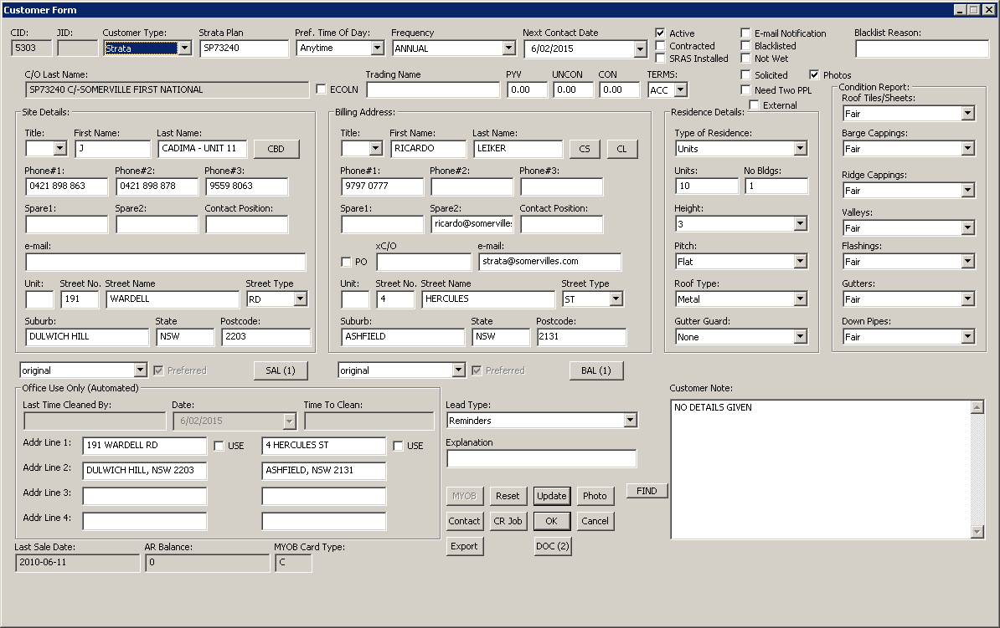 Customer Form
CID: JID: Customer Type: Strata Plan Pref. Time Of Day: Frequency Next Contact Date
5303 Strata SP73240 Anytime ANNUAL 6/02/2015
Active
Contracted
SRAS Installed
E-mail Notification
Blacklisted
Not Wet
Solicited
Photos
Need Two PPL
External
Blacklist Reason:
C/O Last Name: Trading Name PYV UNCON CON TERMS:
SP73240 C/-SOMERVILLE FIRST NATIONAL ECOLN 0.00 0.00 0.00 ACC
Site Details:
Title: First Name: Last Name:
J CADIMA - UNIT 11 CBD
Phone#1: Phone#2: Phone#3:
0421 898 863 0421 898 878 9559 8063
Spare1: Spare2: Contact Position:
e-mail:
Unit: Street No. Street Name Street Type
191 WARDELL RD
Suburb: State Postcode:
DULWICH HILL NSW 2203
original Preferred SAL (1)
Billing Address:
Title: First Name: Last Name:
RICARDO LEIKER CS CL
Phone#1: Phone#2: Phone#3:
9797 0777
Spare1: Spare2: Contact Position:
ricardo@somerville
xC/O e-mail:
PO strata@somervilles.com
Unit: Street No. Street Name Street Type
4 HERCULES ST
Suburb: State Postcode:
ASHFIELD NSW 2131
original Preferred BAL (1)
Residence Details:
Type of Residence:
Units
Units: No Bldgs:
10 1
Height:
3
Pitch:
Flat
Roof Type:
Metal
Gutter Guard:
None
Condition Report:
Roof Tiles/Sheets:
Fair
Barge Cappings:
Fair
Ridge Cappings:
Fair
Valleys:
Fair
Flashings:
Fair
Gutters:
Fair
Down Pipes:
Fair
Office Use Only (Automated)
Last Time Cleaned By: Date: Time To Clean:
6/02/2015
Addr Line 1: 191 WARDELL RD USE 4 HERCULES ST USE
Addr Line 2: DULWICH HILL, NSW 2203 ASHFIELD, NSW 2131
Addr Line 3:
Addr Line 4:
Last Sale Date: AR Balance: MYOB Card Type:
2010-06-11 0 C
Lead Type:
Reminders
Explanation
MYOB Reset Update Photo FIND
Contact CR Job OK Cancel
Export DOC (2)
Customer Note:
NO DETAILS GIVEN